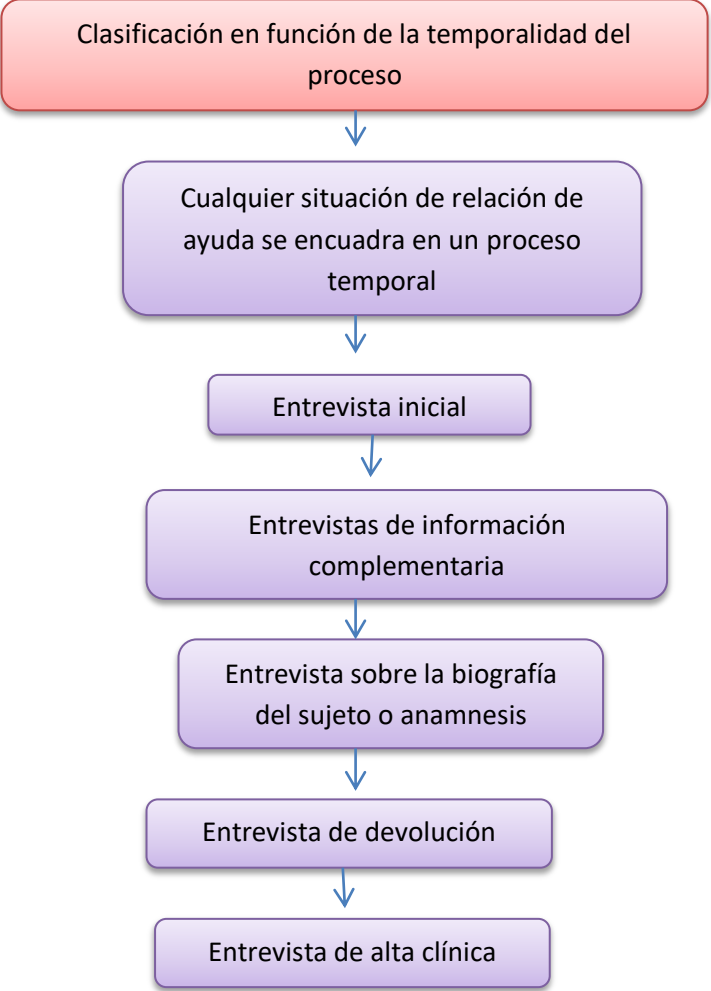 Clasificación en función de la temporalidad del
proceso
Cualquier situación de relación de
ayuda se encuadra en un proceso
temporal
Entrevista inicial
Entrevistas de información
complementaria
Entrevista sobre la biografía
del sujeto o anamnesis
Entrevista de devolución
Entrevista de alta clínica